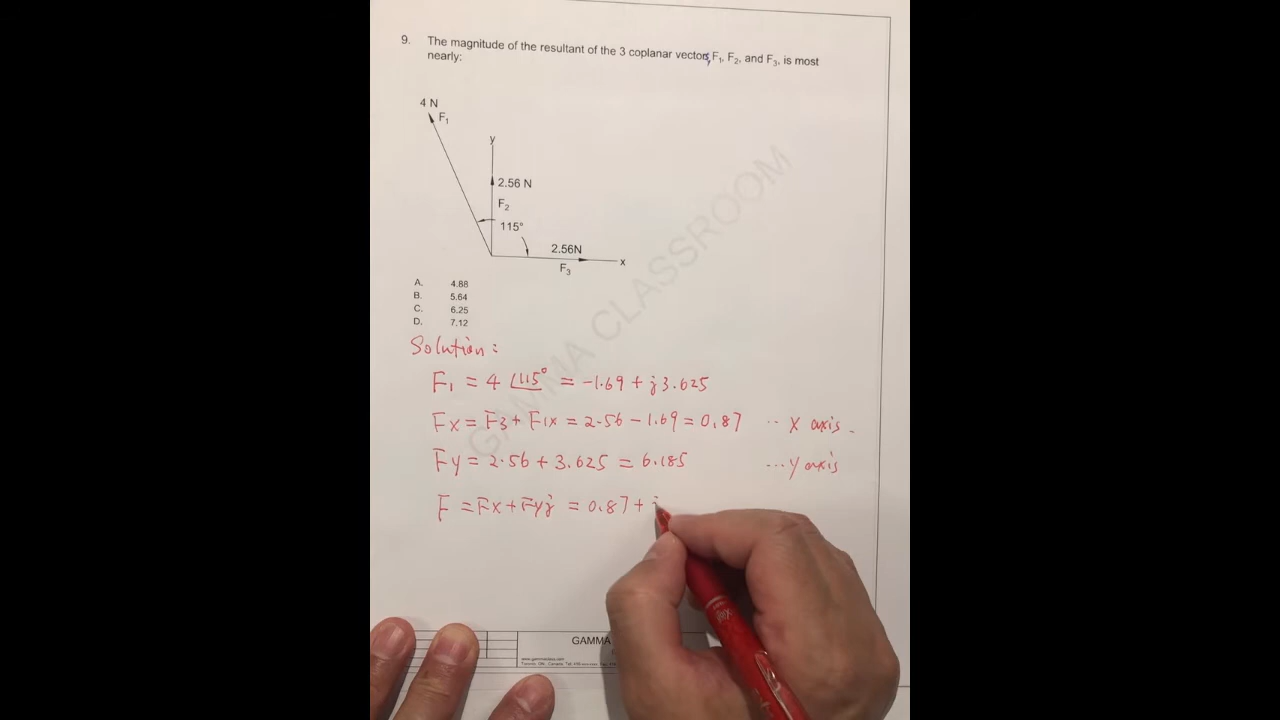 9. The magnitude of the resultant of the 3 coplanar vectors, F₁, F₂, and F₃, is most
nearly:
4 N
F₁
y
2.56 N
F₂
115°
2.56N
x
F₃
A. 4.88
B. 5.64
C. 6.25
D. 7.12
GAMMA CLASSROOM
Solution:
F₁ = 4 ∠115° = -1.69 + j3.625
Fx = F3 + F1x = 2.56 - 1.69 = 0.87 ·· X axis.
Fy = 2.56 + 3.625 = 6.185 ... y axis
F = Fx + Fyj = 0.87 + j
GAMMA